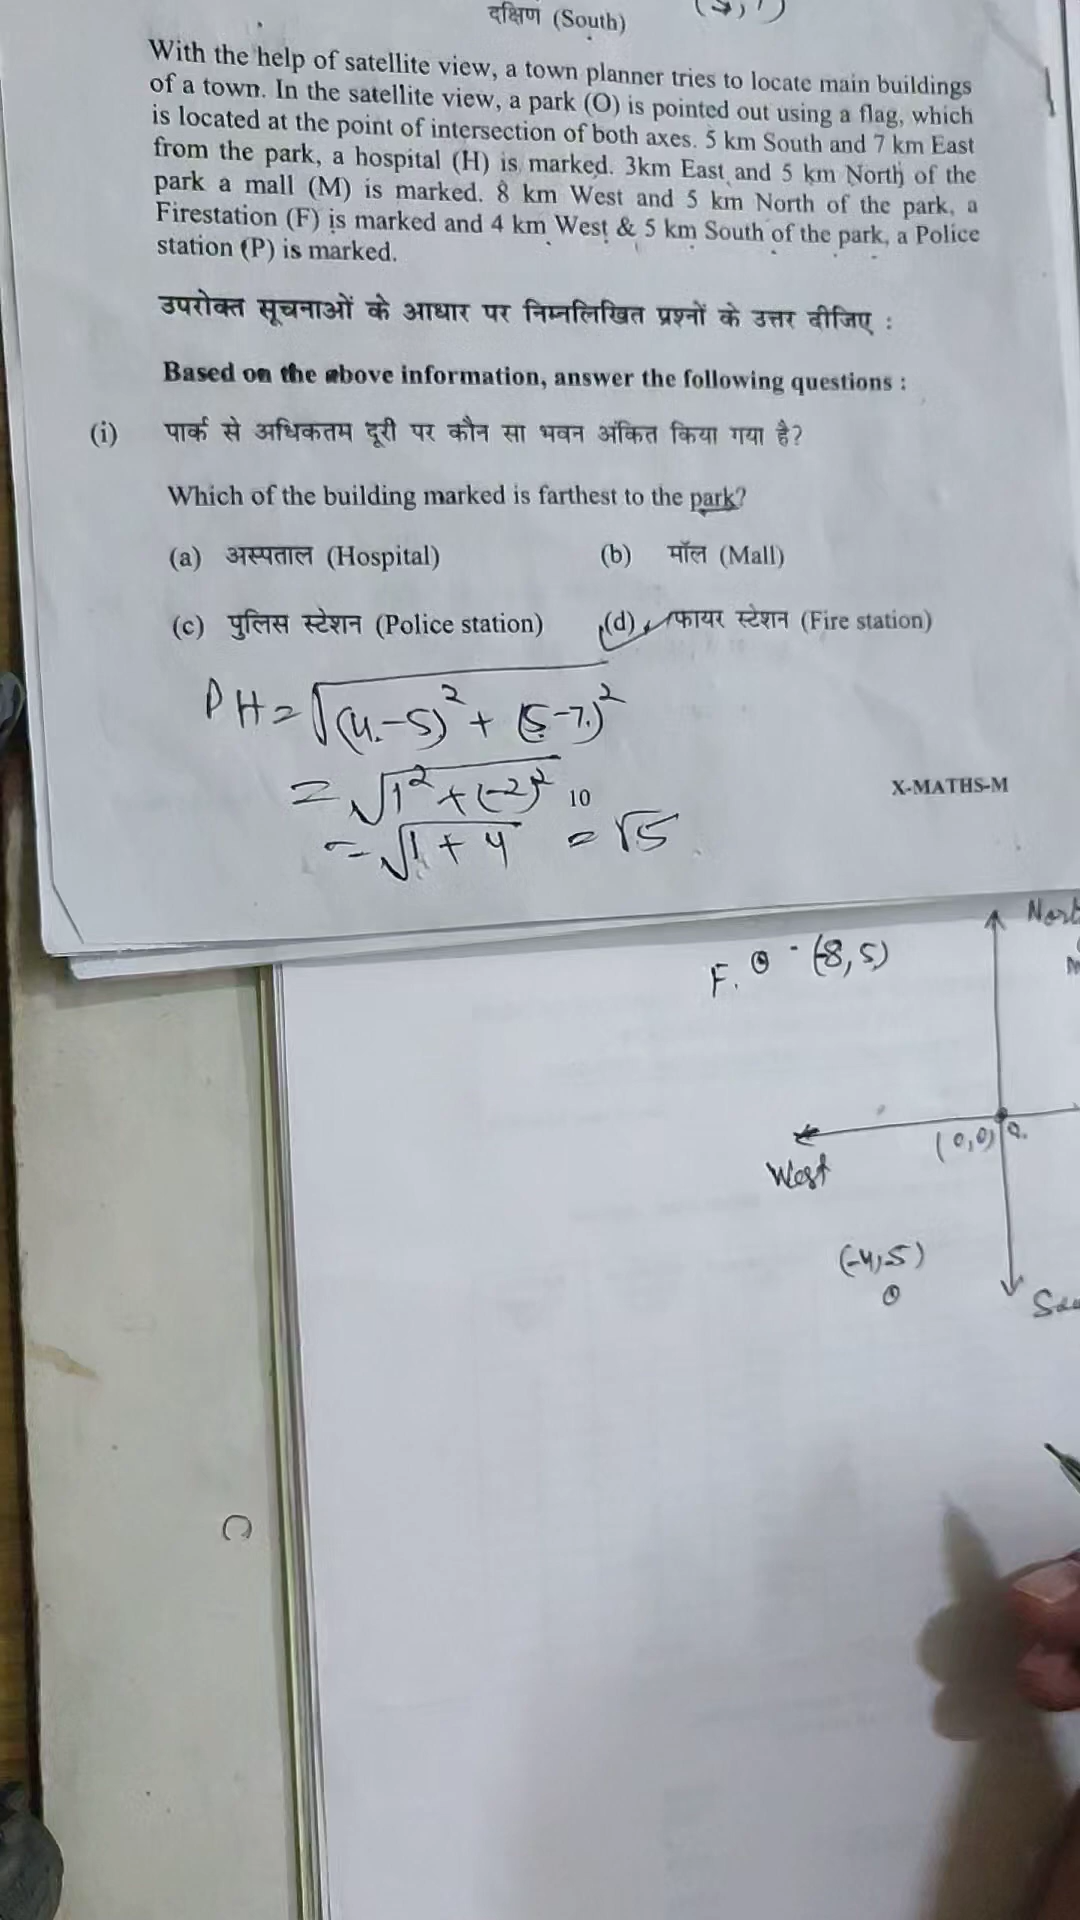 दक्षिण (South)
With the help of satellite view, a town planner tries to locate main buildings
of a town. In the satellite view, a park (O) is pointed out using a flag, which
is located at the point of intersection of both axes. 5 km South and 7 km East
from the park, a hospital (H) is marked. 3km East and 5 km North of the
park a mall (M) is marked. 8 km West and 5 km North of the park, a
Firestation (F) is marked and 4 km West & 5 km South of the park, a Police
station (P) is marked.
उपरोक्त सूचनाओं के आधार पर निम्नलिखित प्रश्नों के उत्तर दीजिए :
Based on the above information, answer the following questions :
(i) पार्क से अधिकतम दूरी पर कौन सा भवन अंकित किया गया है?
Which of the building marked is farthest to the park?
(a) अस्पताल (Hospital) (b) मॉल (Mall)
(c) पुलिस स्टेशन (Police station) (d) फायर स्टेशन (Fire station)
PH = √(4-5)² + (5-7)²
= √1² + (-2)²
10 X-MATHS-M
= √1 + 4 = √5
F. (-8, 5)
(0,0)
West
(-4,-5)